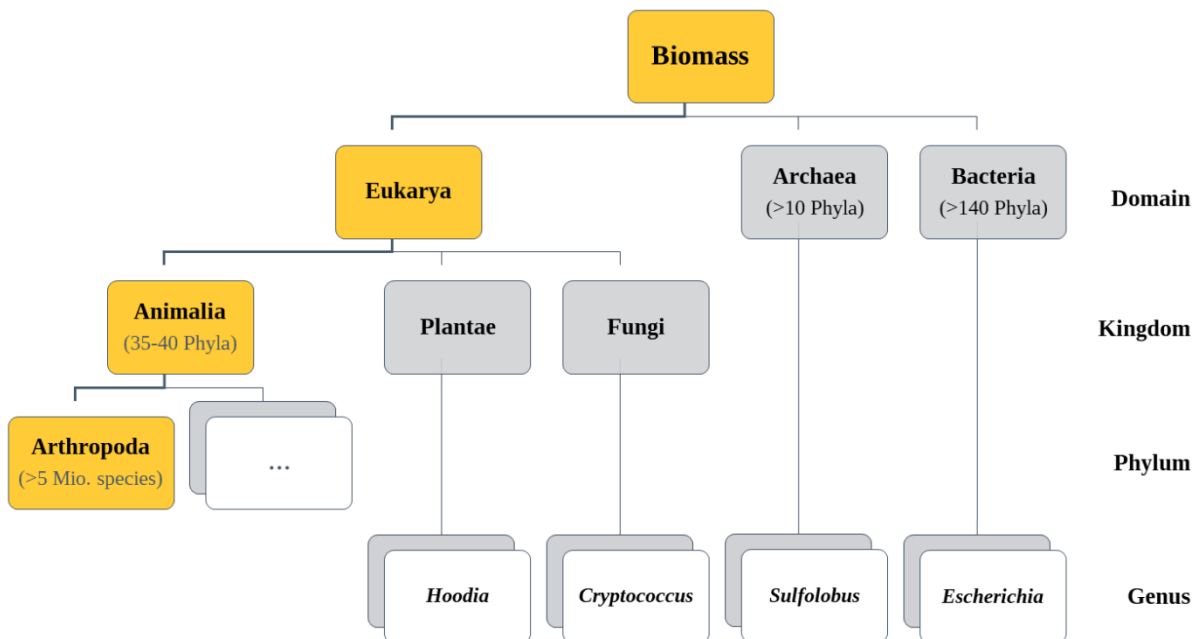 Biomass
Eukarya
Archaea
(>10 Phyla)
Bacteria
(>140 Phyla)
Domain
Animalia
(35-40 Phyla)
Plantae
Fungi
Kingdom
Arthropoda
(>5 Mio. species)
...
Phylum
Hoodia
Cryptococcus
Sulfolobus
Escherichia
Genus